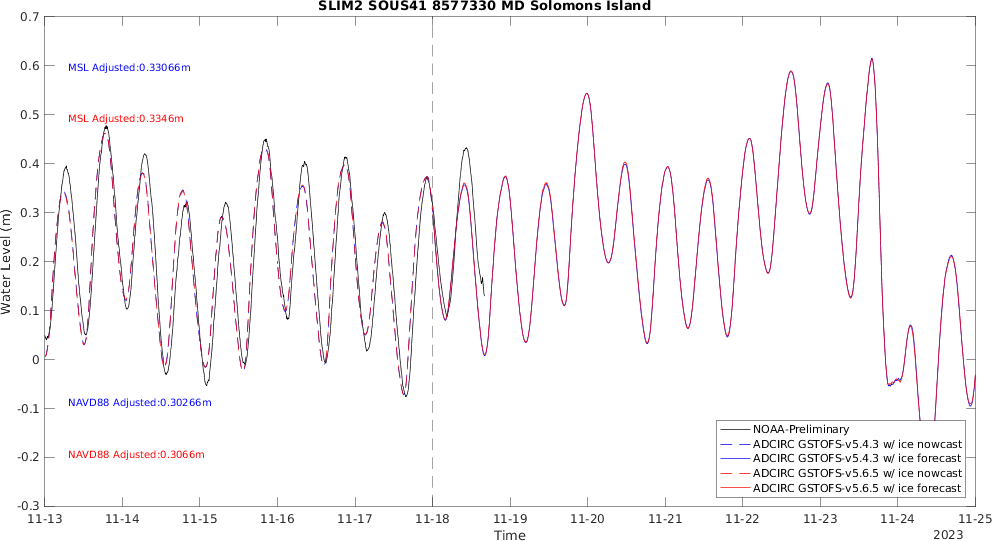 SLIM2 SOUS41 8577330 MD Solomons Island
0.7
0.6
0.5
0.4
0.3
0.2
0.1
0
-0.1
-0.2
-0.3
Water Level (m)
MSL Adjusted:0.33066m
MSL Adjusted:0.3346m
NAVD88 Adjusted:0.30266m
NAVD88 Adjusted:0.3066m
NOAA-Preliminary
ADCIRC GSTOFS-v5.4.3 w/ ice nowcast
ADCIRC GSTOFS-v5.4.3 w/ ice forecast
ADCIRC GSTOFS-v5.6.5 w/ ice nowcast
ADCIRC GSTOFS-v5.6.5 w/ ice forecast
11-13 11-14 11-15 11-16 11-17 11-18 11-19 11-20 11-21 11-22 11-23 11-24 11-25
Time
2023